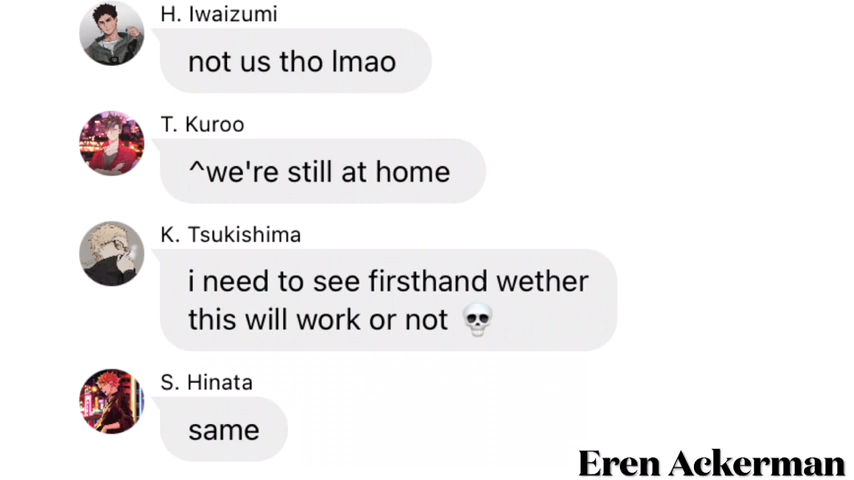 H. Iwaizumi
not us tho lmao
T. Kuroo
^we're still at home
K. Tsukishima
i need to see firsthand wether
this will work or not 💀
S. Hinata
same
Eren Ackerman